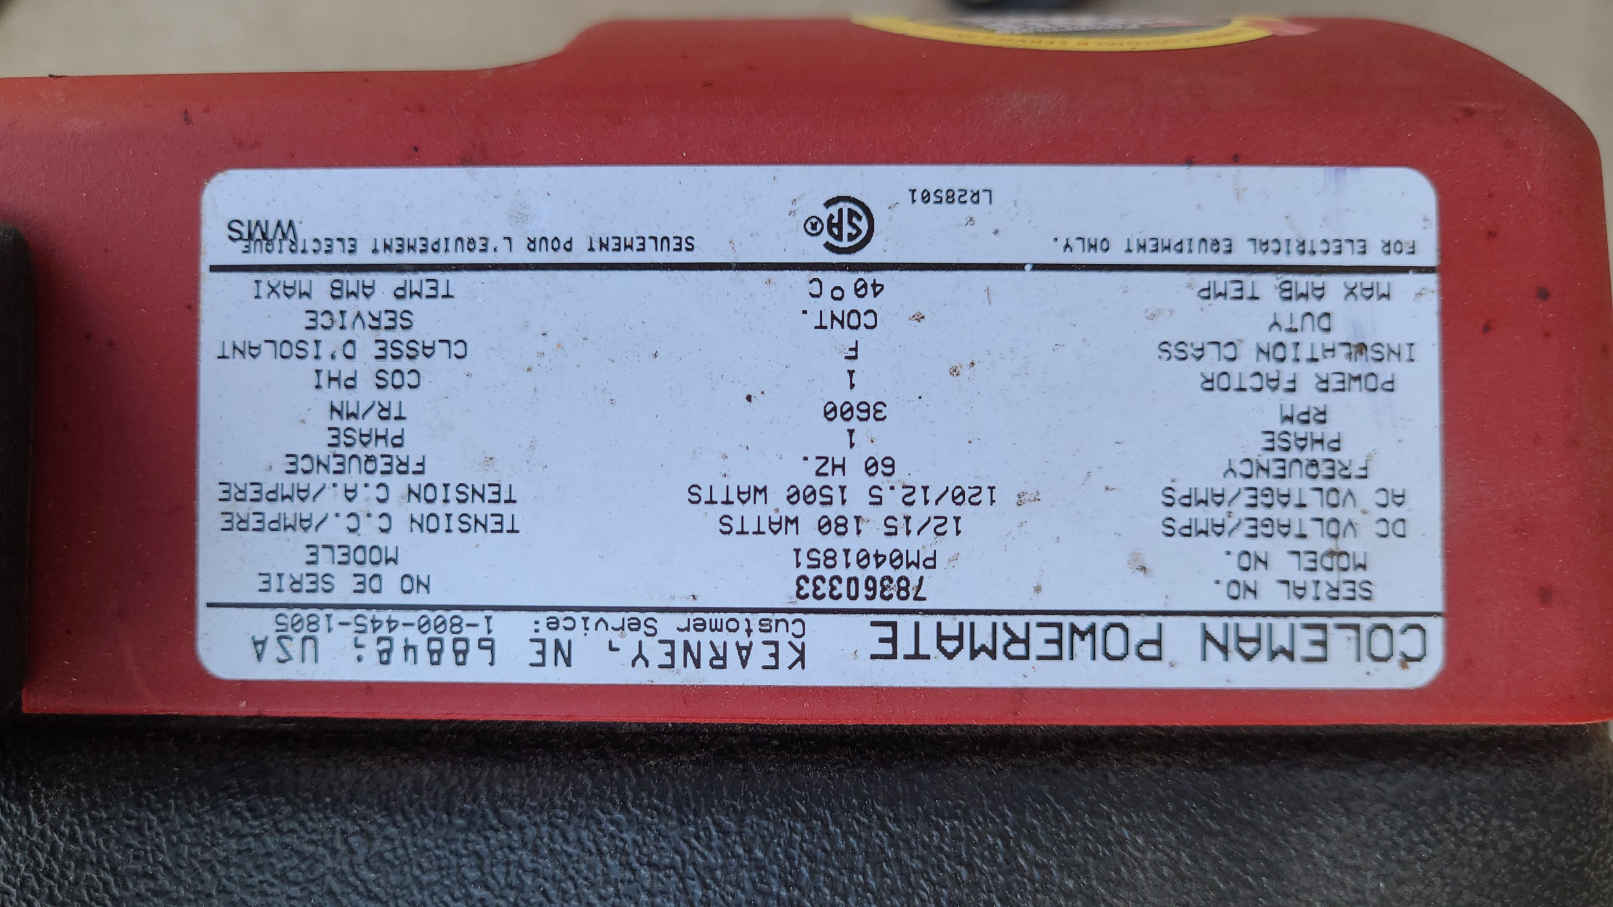 COLEMAN POWERMATE KEARNEY, NE 68848; USA
Customer Service: 1-800-445-1805
SERIAL NO. 78360333 NO DE SERIE
MODEL NO. PM0401851 MODELE
DC VOLTAGE/AMPS 12/15 180 WATTS TENSION C.C./AMPERE
AC VOLTAGE/AMPS 120/12.5 1500 WATTS TENSION C.A./AMPERE
FREQUENCY 60 HZ. FREQUENCE
PHASE 1 PHASE
RPM 3600 TR/MN
POWER FACTOR 1 COS PHI
INSULATION CLASS F CLASSE D'ISOLANT
DUTY CONT. SERVICE
MAX AMB TEMP 40°C TEMP AMB MAXI
FOR ELECTRICAL EQUIPMENT ONLY. SA® SEULEMENT POUR L'EQUIPEMENT ELECTRIQUE
WMS
LR28501